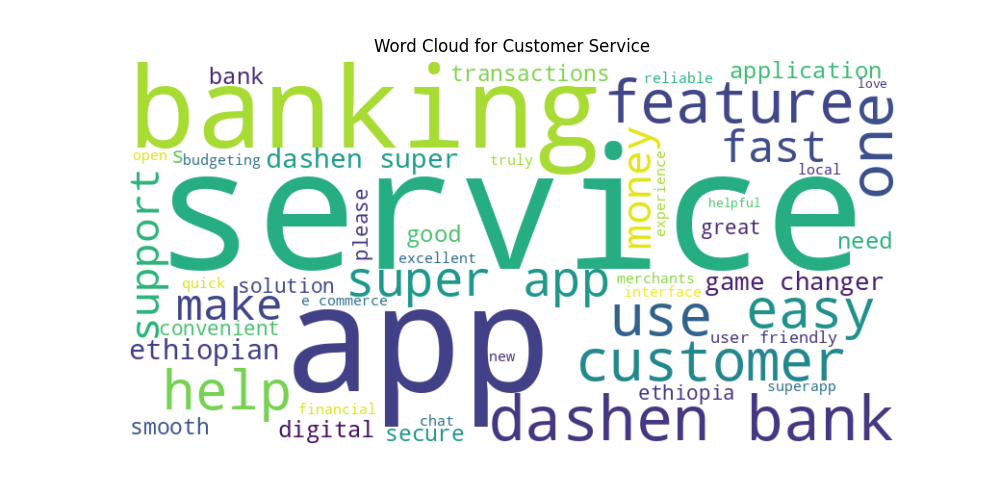 Word Cloud for Customer Service
bank
transactions
reliable
application
love
banking
feature
one
fast
open
s
budgeting
dashen super
truly
money
experience
local
service
support
please
helpful
good
great
need
excellent
quick
solution
super app
merchants
interface
game changer
make
e commerce
app
use
easy
convenient
user friendly
ethiopian
new
customer
help
ethiopia
superapp
financial
smooth
digital
chat
secure
dashen bank